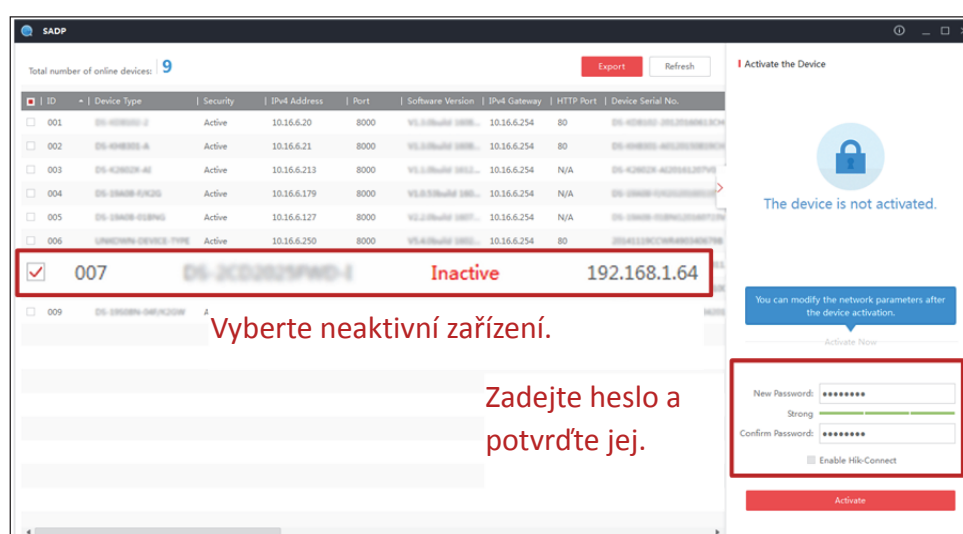 SADP
Total number of online devices: 9
Export
Refresh
ID Device Type Security IPv4 Address Port Software Version IPv4 Gateway HTTP Port Device Serial No.
001 Active 10.16.6.20 8000 10.16.6.254 80
002 Active 10.16.6.21 8000 10.16.6.254 80
003 Active 10.16.6.213 8000 10.16.6.254 N/A
004 Active 10.16.6.179 8000 10.16.6.254 N/A
005 Active 10.16.6.127 8000 10.16.6.254 N/A
006 Active 10.16.6.250 8000 10.16.6.254 80
007 Inactive 192.168.1.64
009
Vyberte neaktivní zařízení.
Zadejte heslo a
potvrďte jej.
Activate the Device
The device is not activated.
You can modify the network parameters after
the device activation.
Activate Now
New Password: ●●●●●●●●
Strong
Confirm Password: ●●●●●●●●
Enable Hik-Connect
Activate